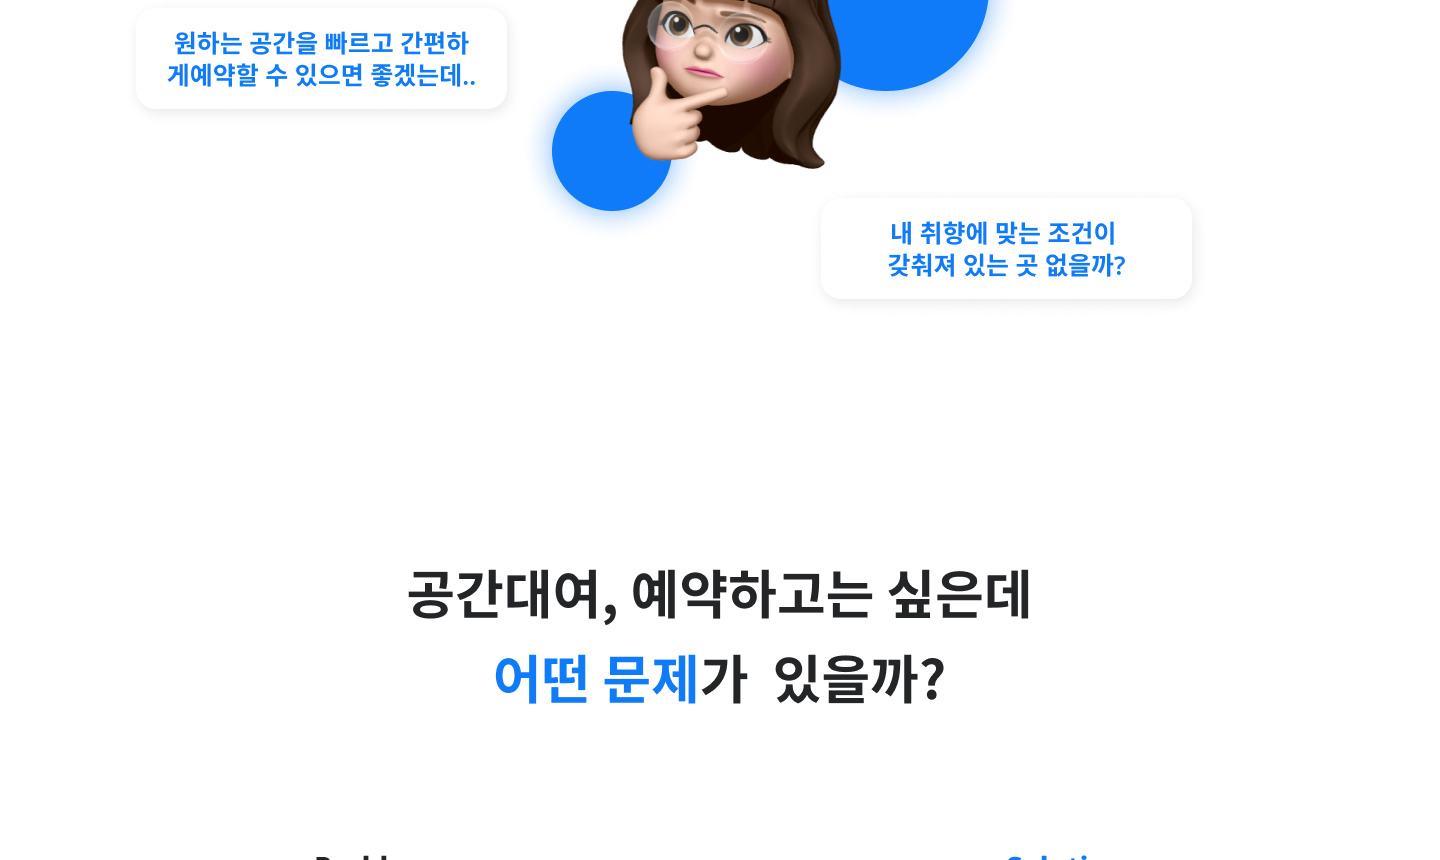 원하는 공간을 빠르고 간편하
게예약할 수 있으면 좋겠는데..
내 취향에 맞는 조건이
갖춰져 있는 곳 없을까?
공간대여, 예약하고는 싶은데
어떤 문제가 있을까?